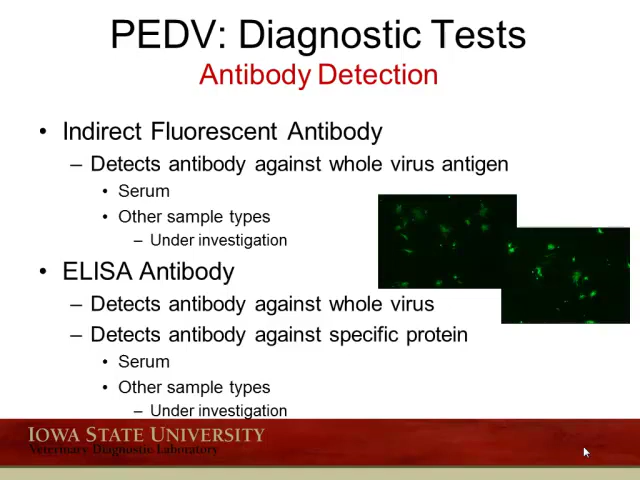 PEDV: Diagnostic Tests
Antibody Detection
• Indirect Fluorescent Antibody
– Detects antibody against whole virus antigen
• Serum
• Other sample types
– Under investigation
• ELISA Antibody
– Detects antibody against whole virus
– Detects antibody against specific protein
• Serum
• Other sample types
– Under investigation
IOWA STATE UNIVERSITY
Veterinary Diagnostic Laboratory